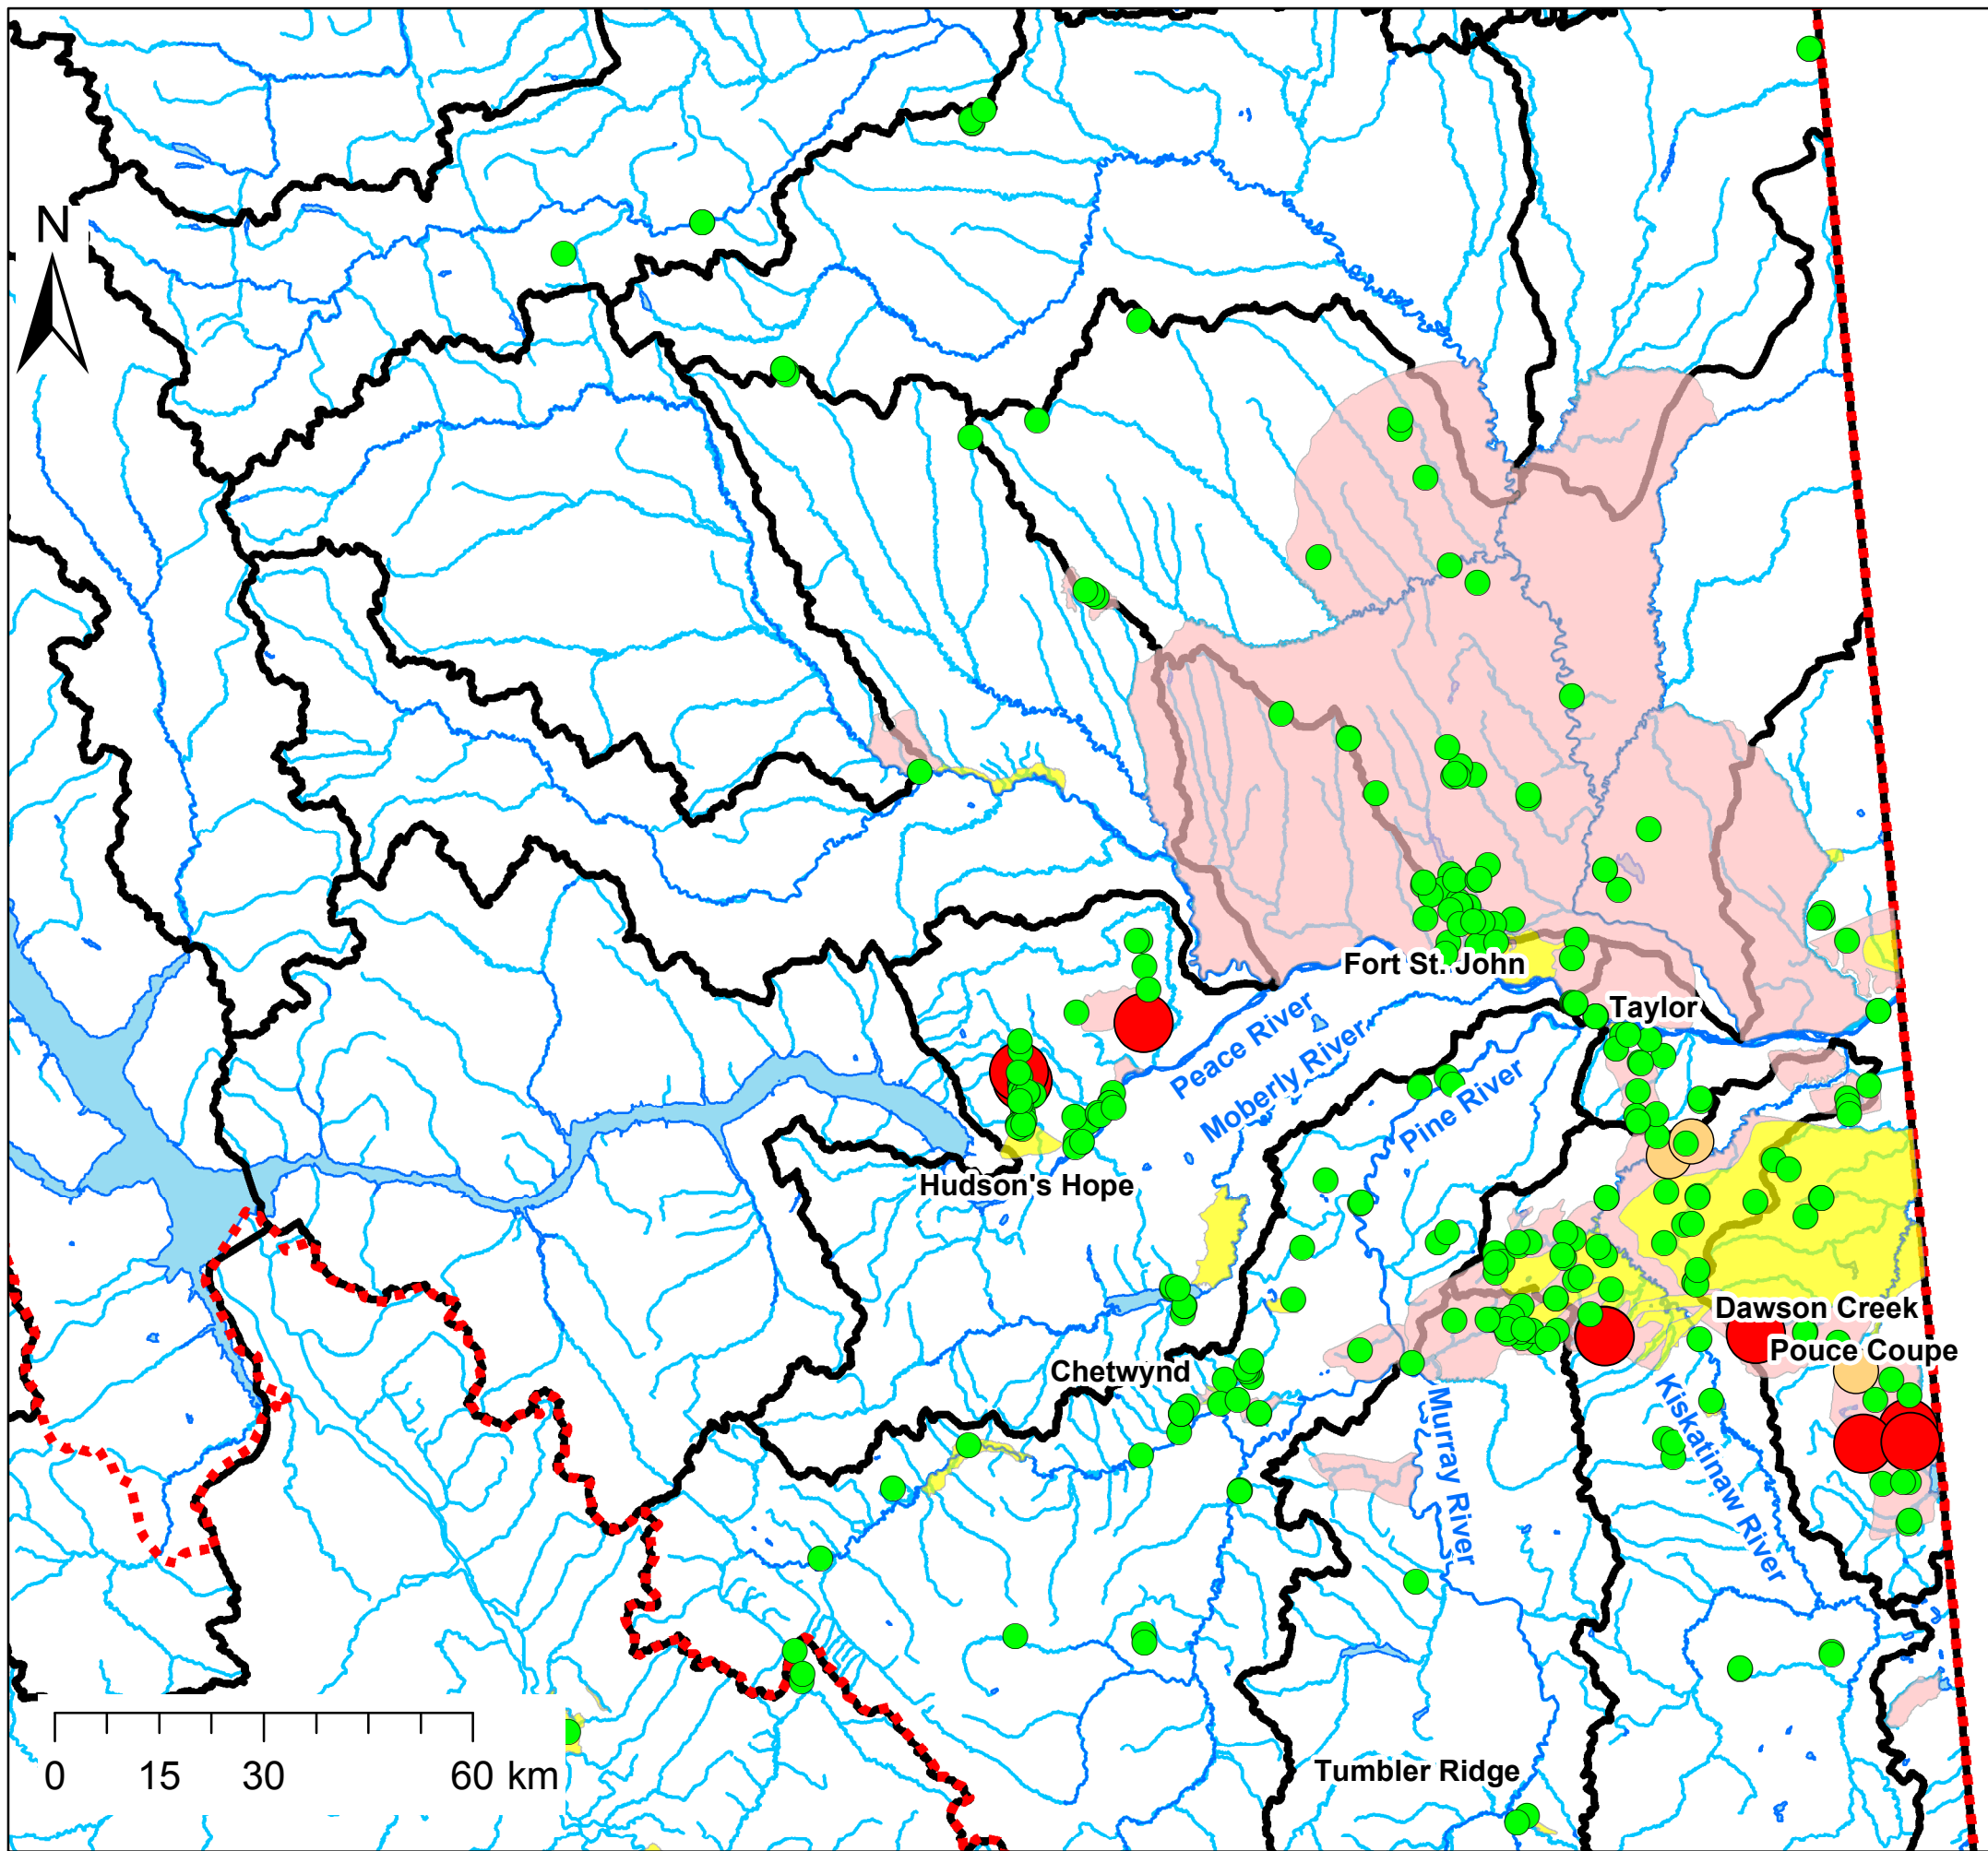 N
Fort St. John
Taylor
Peace River
Moberly River
Pine River
Hudson's Hope
Dawson Creek
Pouce Coupe
Chetwynd
Murray River
Kiskatinaw River
Tumbler Ridge
0 15 30 60 km